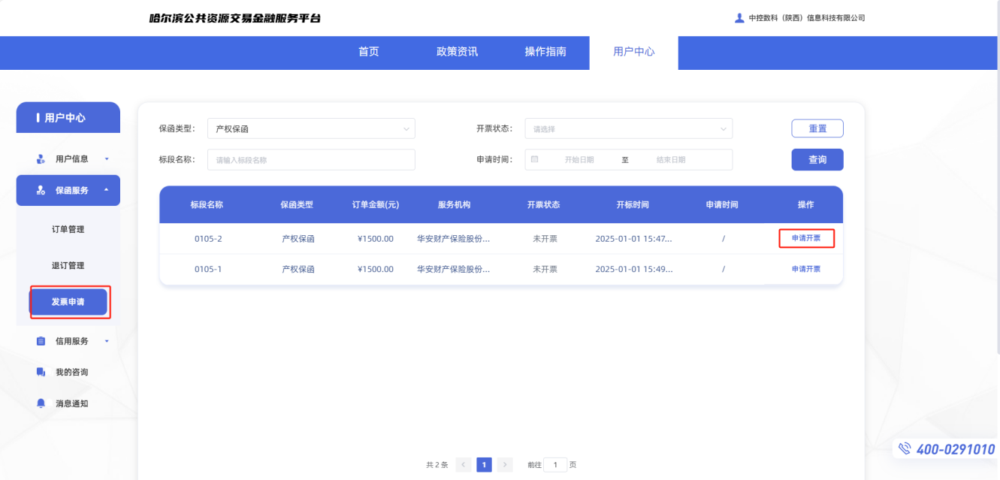 哈尔滨公共资源交易金融服务平台
中控数科（陕西）信息科技有限公司
首页 政策资讯 操作指南 用户中心
用户中心
用户信息
保函服务
订单管理
退订管理
发票申请
信用服务
我的咨询
消息通知
保函类型： 产权保函 开票状态： 请选择 重置
标段名称： 请输入标段名称 申请时间： 开始日期 至 结束日期 查询
标段名称 保函类型 订单金额(元) 服务机构 开票状态 开标时间 申请时间 操作
0105-2 产权保函 ¥1500.00 华安财产保险股份... 未开票 2025-01-01 15:47... / 申请开票
0105-1 产权保函 ¥1500.00 华安财产保险股份... 未开票 2025-01-01 15:49... / 申请开票
共 2 条 < 1 > 前往 1 页
400-0291010